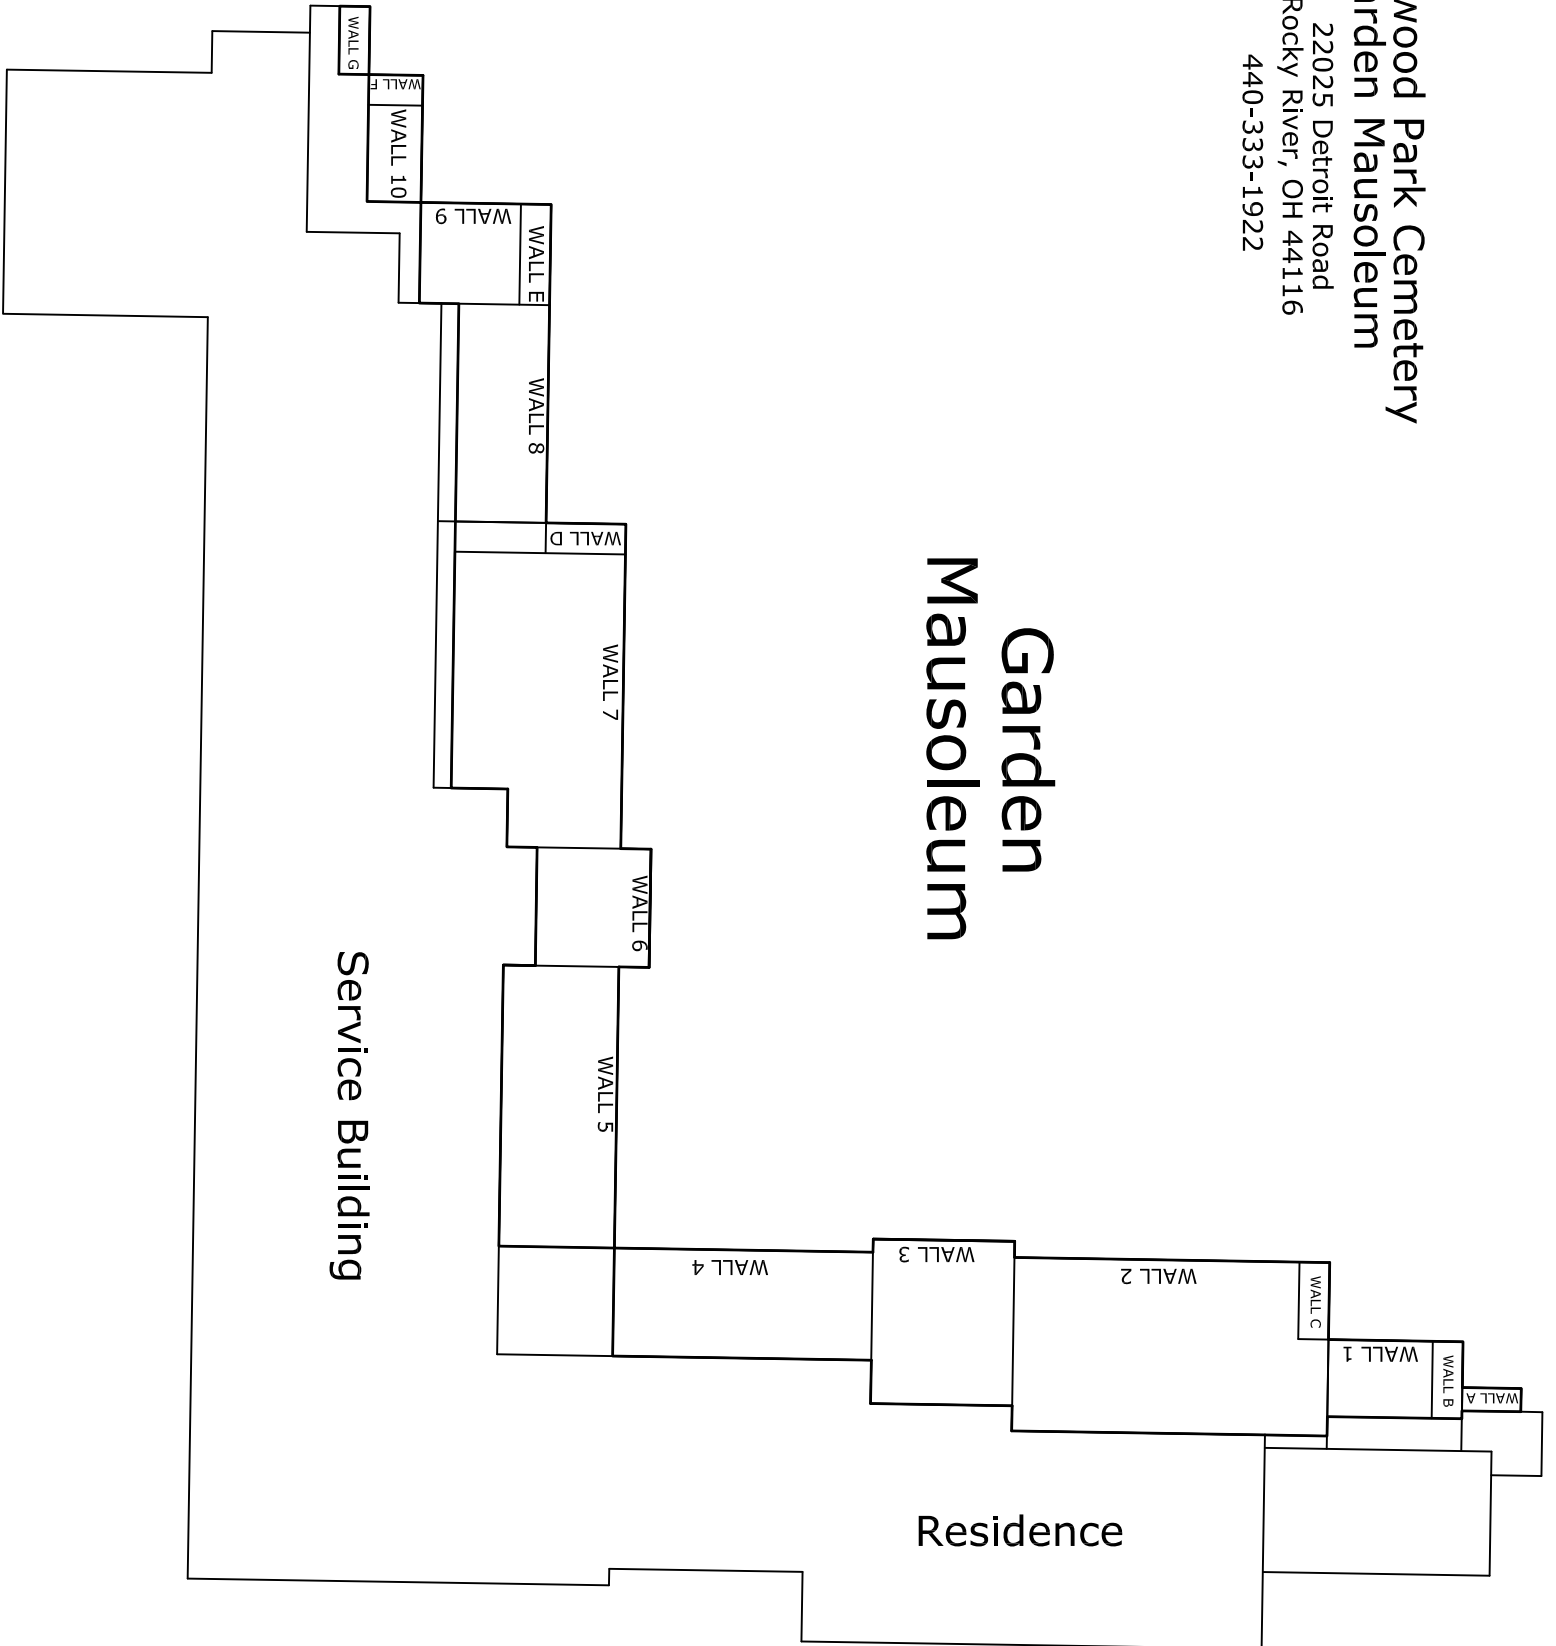 wood Park Cemetery
rden Mausoleum
22025 Detroit Road
Rocky River, OH 44116
440-333-1922
Garden
Mausoleum
WALL G
WALL F
WALL 10
WALL 9
WALL E
WALL 8
WALL D
WALL 7
WALL 6
WALL 5
WALL 4
WALL 3
WALL 2
WALL C
WALL 1
WALL B
WALL A
Service Building
Residence